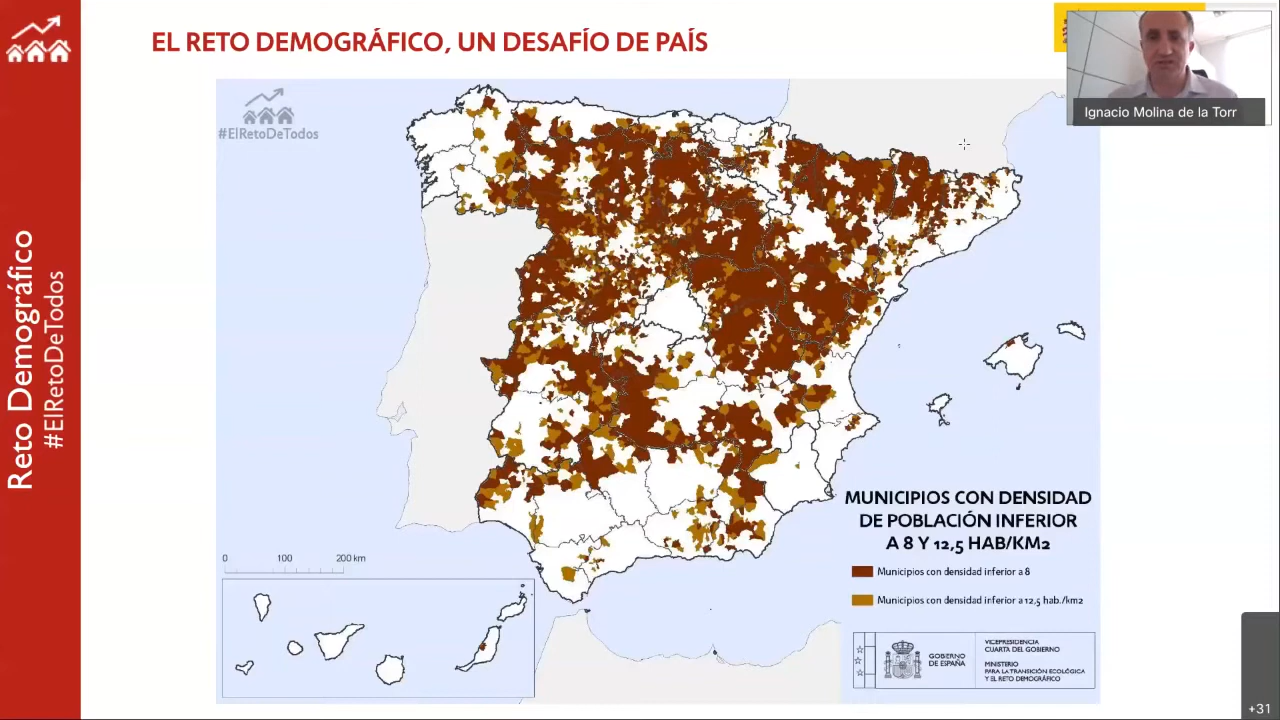 EL RETO DEMOGRÁFICO, UN DESAFÍO DE PAÍS
Ignacio Molina de la Torr
#ElRetoDeTodos
Reto Demográfico
#ElRetoDeTodos
MUNICIPIOS CON DENSIDAD
DE POBLACIÓN INFERIOR
A 8 Y 12,5 HAB/KM2
Municipios con densidad inferior a 8
Municipios con densidad inferior a 12,5 hab./km2
0 100 200 km
GOBIERNO
DE ESPAÑA
VICEPRESIDENCIA
CUARTA DEL GOBIERNO
MINISTERIO
PARA LA TRANSICIÓN ECOLÓGICA
Y EL RETO DEMOGRÁFICO
+31